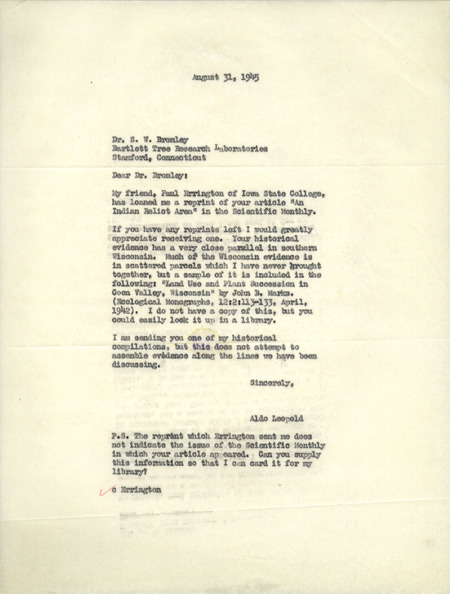 August 31, 1945
Dr. S. W. Bromley
Bartlett Tree Research Laboratories
Stamford, Connecticut
Dear Dr. Bromley:
My friend, Paul Errington of Iowa State College,
has loaned me a reprint of your article "An
Indian Relict Area" in the Scientific Monthly.
If you have any reprints left I would greatly
appreciate receiving one. Your historical
evidence has a very close parallel in southern
Wisconsin. Much of the Wisconsin evidence is
in scattered parcels which I have never brought
together, but a sample of it is included in the
following: "Land Use and Plant Succession in
Coon Valley, Wisconsin" by John B. Marks.
(Ecological Monographs, 12:2:113-133, April,
1942). I do not have a copy of this, but you
could easily look it up in a library.
I am sending you one of my historical
compilations, but this does not attempt to
assemble evidence along the lines we have been
discussing.
Sincerely,
Aldo Leopold
P.S. The reprint which Errington sent me does
not indicate the issue of the Scientific Monthly
in which your article appeared. Can you supply
this information so that I can card it for my
library?
c Errington